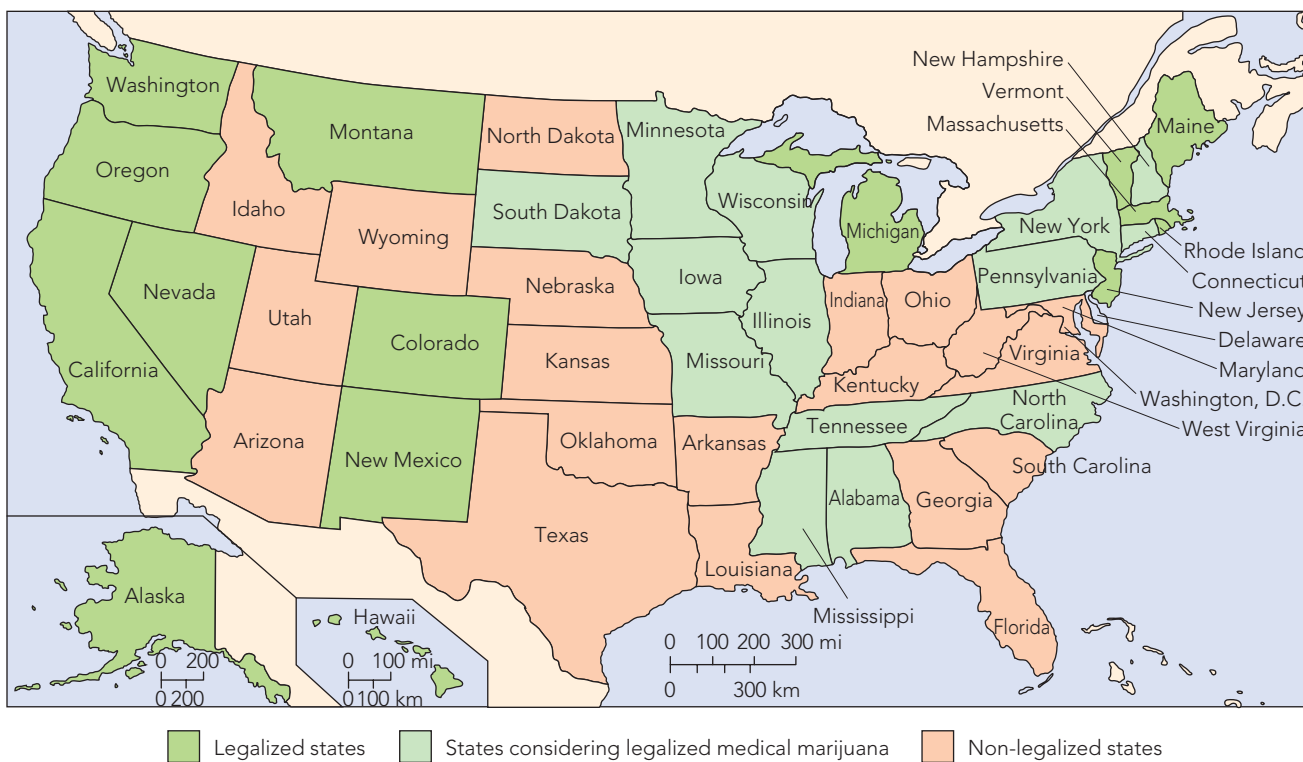 New Hampshire
Vermont
Massachusetts
Washington
Montana
North Dakota
Minnesota
Maine
Oregon
Idaho
South Dakota
Wisconsin
Michigan
New York
Wyoming
Rhode Island
Connecticut
Nevada
Utah
Nebraska
Iowa
Pennsylvania
Illinois
Indiana
Ohio
New Jersey
Delaware
California
Colorado
Kansas
Missouri
Virginia
Maryland
Kentucky
Washington, D.C
West Virginia
Arizona
New Mexico
Oklahoma
Arkansas
Tennessee
North
Carolina
South Carolina
Texas
Alabama
Georgia
Louisiana
Mississippi
Florida
Alaska
Hawaii
0 200
0 200
0 100 mi
0 100 km
0 100 200 300 mi
0 300 km
Legalized states
States considering legalized medical marijuana
Non-legalized states